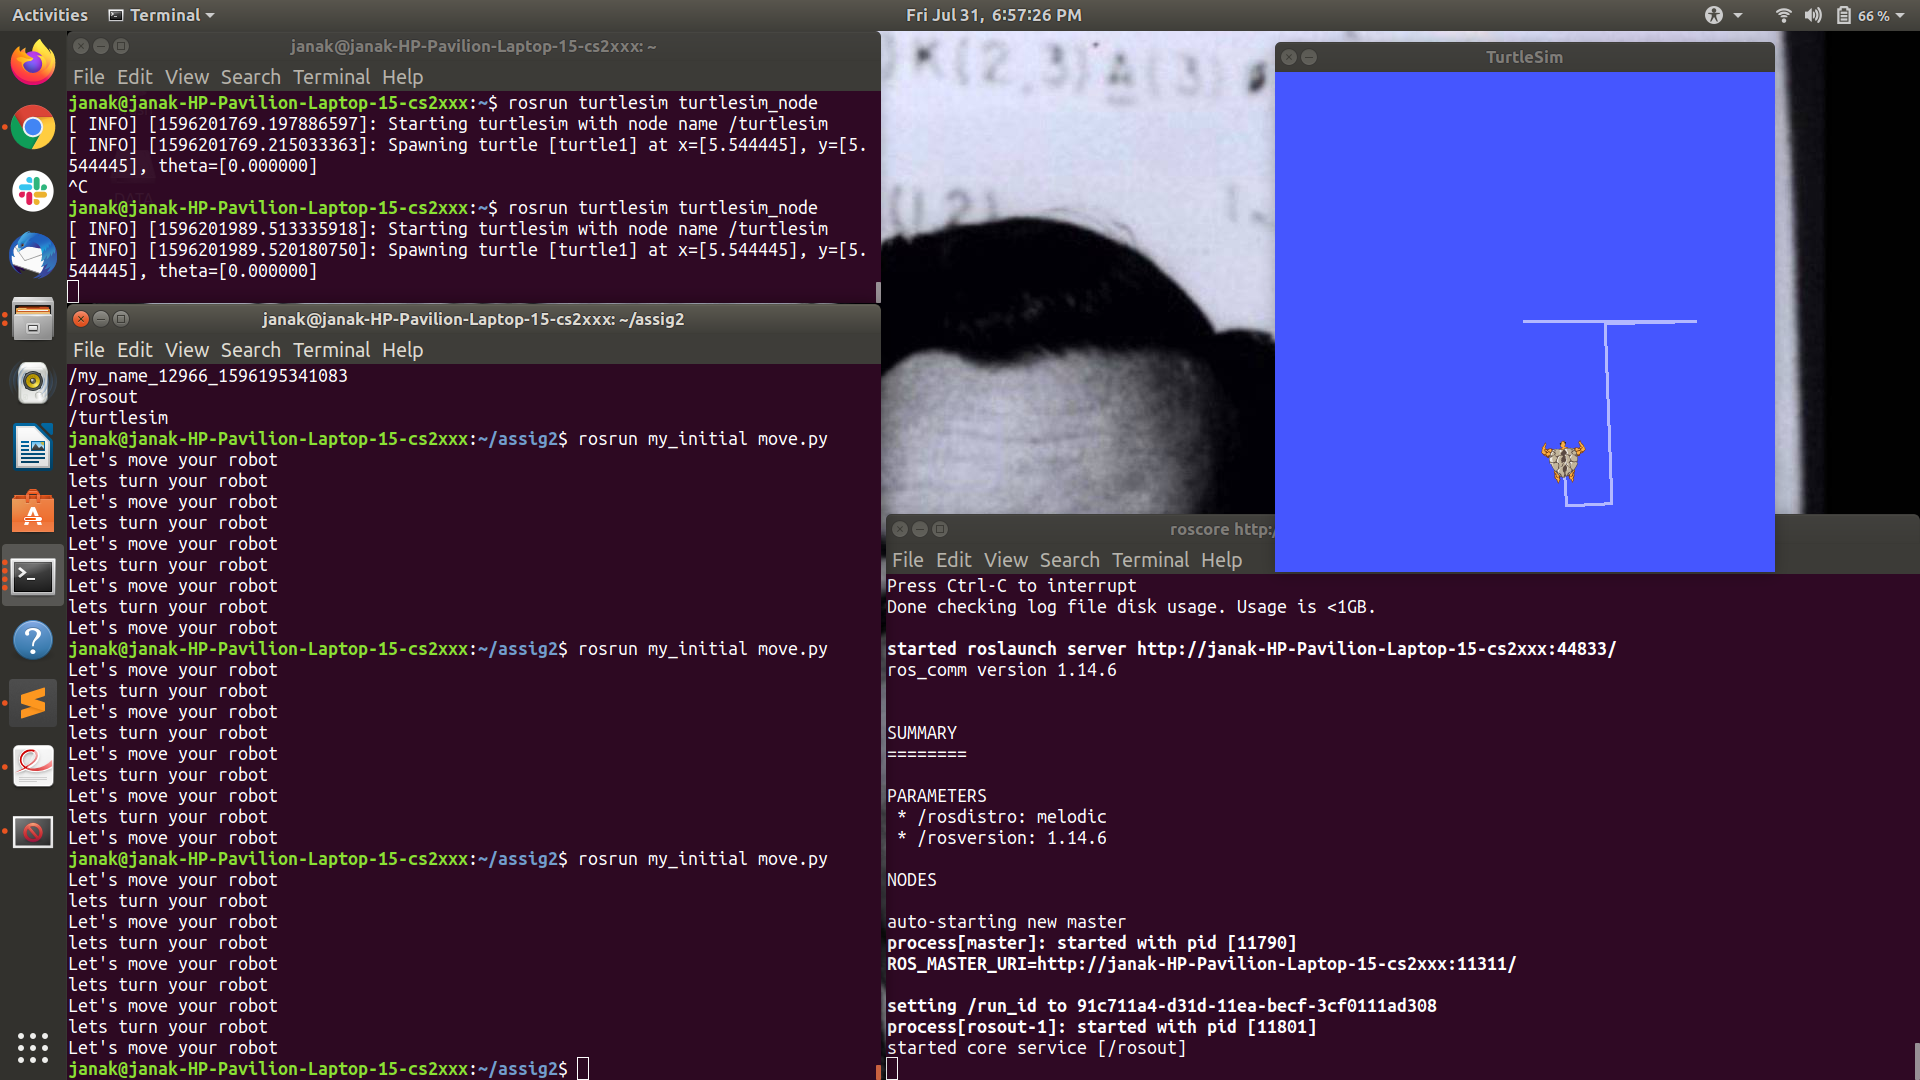 Activities Terminal Fri Jul 31, 6:57:26 PM 66 %
janak@janak-HP-Pavilion-Laptop-15-cs2xxx: ~
File Edit View Search Terminal Help
janak@janak-HP-Pavilion-Laptop-15-cs2xxx:~$ rosrun turtlesim turtlesim_node
[ INFO] [1596201769.197886597]: Starting turtlesim with node name /turtlesim
[ INFO] [1596201769.215033363]: Spawning turtle [turtle1] at x=[5.544445], y=[5.
544445], theta=[0.000000]
^C
janak@janak-HP-Pavilion-Laptop-15-cs2xxx:~$ rosrun turtlesim turtlesim_node
[ INFO] [1596201989.513335918]: Starting turtlesim with node name /turtlesim
[ INFO] [1596201989.520180750]: Spawning turtle [turtle1] at x=[5.544445], y=[5.
544445], theta=[0.000000]
janak@janak-HP-Pavilion-Laptop-15-cs2xxx: ~/assig2
File Edit View Search Terminal Help
/my_name_12966_1596195341083
/rosout
/turtlesim
janak@janak-HP-Pavilion-Laptop-15-cs2xxx:~/assig2$ rosrun my_initial move.py
Let's move your robot
lets turn your robot
Let's move your robot
lets turn your robot
Let's move your robot
lets turn your robot
Let's move your robot
lets turn your robot
Let's move your robot
janak@janak-HP-Pavilion-Laptop-15-cs2xxx:~/assig2$ rosrun my_initial move.py
Let's move your robot
lets turn your robot
Let's move your robot
lets turn your robot
Let's move your robot
lets turn your robot
Let's move your robot
lets turn your robot
Let's move your robot
janak@janak-HP-Pavilion-Laptop-15-cs2xxx:~/assig2$ rosrun my_initial move.py
Let's move your robot
lets turn your robot
Let's move your robot
lets turn your robot
Let's move your robot
lets turn your robot
Let's move your robot
lets turn your robot
Let's move your robot
janak@janak-HP-Pavilion-Laptop-15-cs2xxx:~/assig2$
K(2,3) A(3)
TurtleSim
roscore http:/
File Edit View Search Terminal Help
Press Ctrl-C to interrupt
Done checking log file disk usage. Usage is <1GB.
started roslaunch server http://janak-HP-Pavilion-Laptop-15-cs2xxx:44833/
ros_comm version 1.14.6
SUMMARY
========
PARAMETERS
* /rosdistro: melodic
* /rosversion: 1.14.6
NODES
auto-starting new master
process[master]: started with pid [11790]
ROS_MASTER_URI=http://janak-HP-Pavilion-Laptop-15-cs2xxx:11311/
setting /run_id to 91c711a4-d31d-11ea-becf-3cf0111ad308
process[rosout-1]: started with pid [11801]
started core service [/rosout]